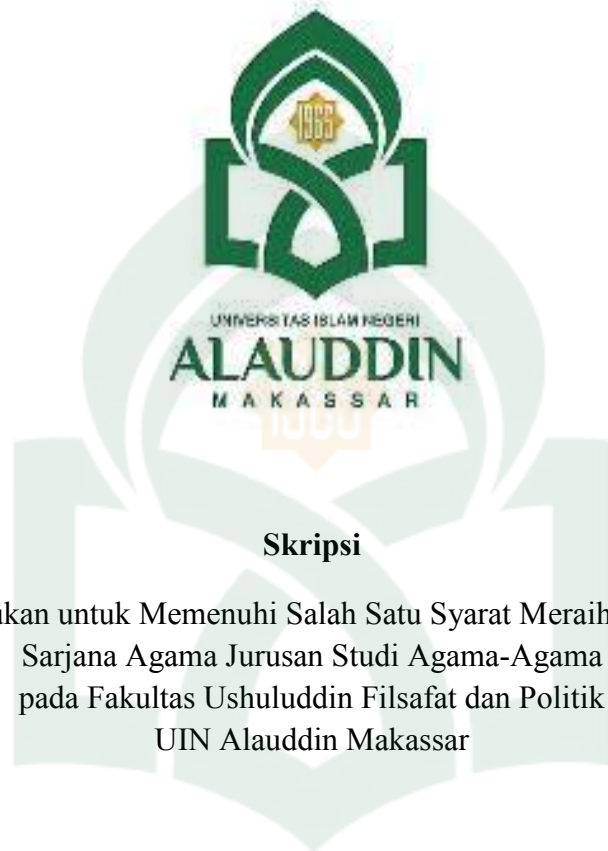 1965
UNIVERSITAS ISLAM NEGERI
ALAUDDIN
MAKASSAR
1965
Skripsi
untuk Memenuhi Salah Satu Syarat Meraih
Sarjana Agama Jurusan Studi Agama-Agama
pada Fakultas Ushuluddin Filsafat dan Politik
UIN Alauddin Makassar